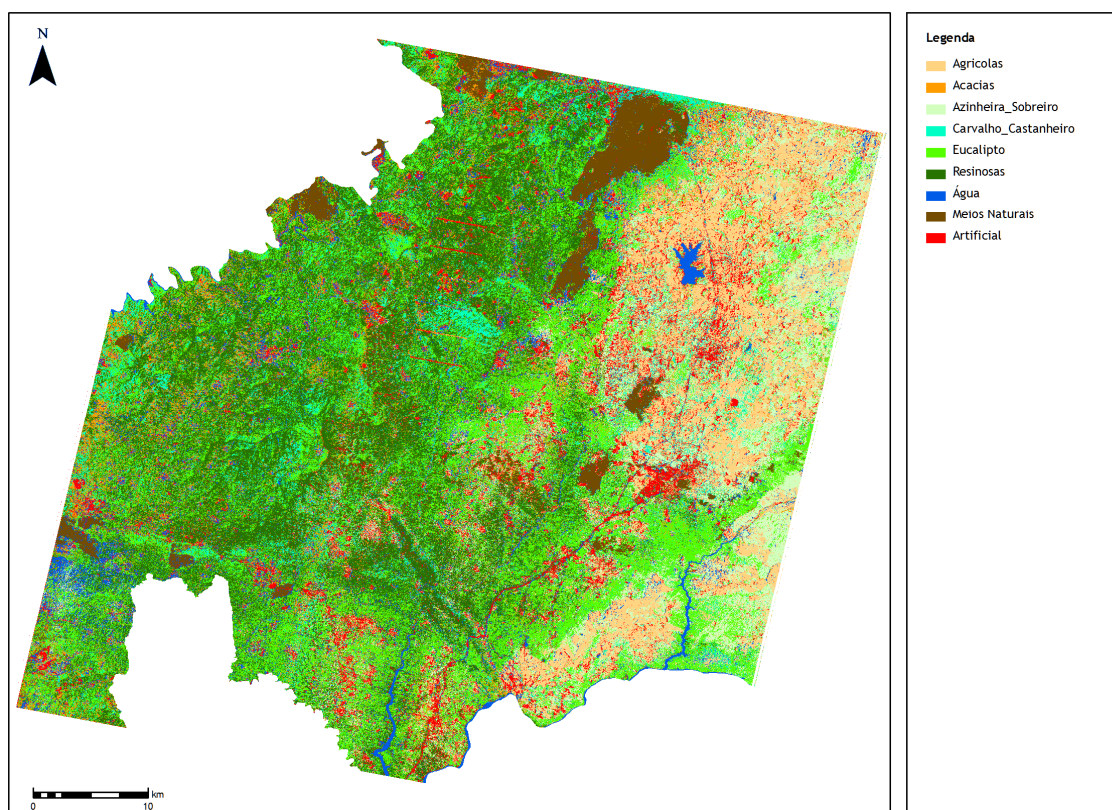 N
Legenda
Agricolas
Acacias
Azinheira_Sobreiro
Carvalho_Castanheiro
Eucalipto
Resinosas
Água
Meios Naturais
Artificial
km
0 10